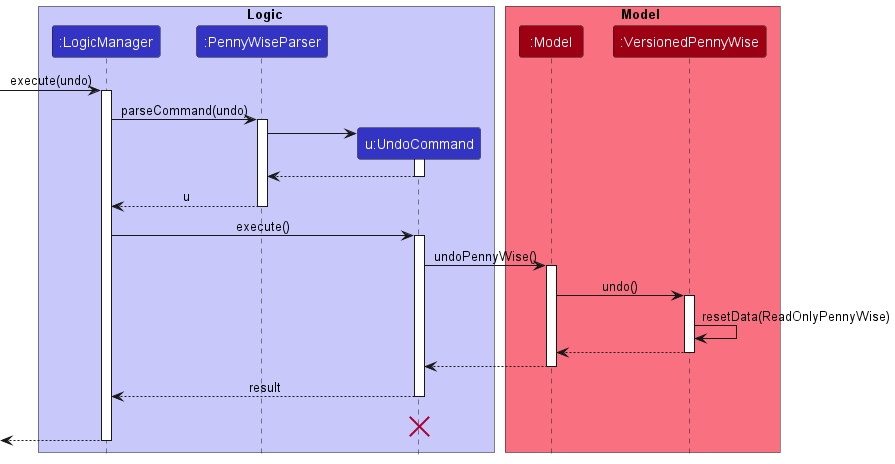 Logic
Model
:LogicManager
:PennyWiseParser
:Model
:VersionedPennyWise
execute(undo)
parseCommand(undo)
u:UndoCommand
u
execute()
undoPennyWise()
undo()
resetData(ReadOnlyPennyWise)
result